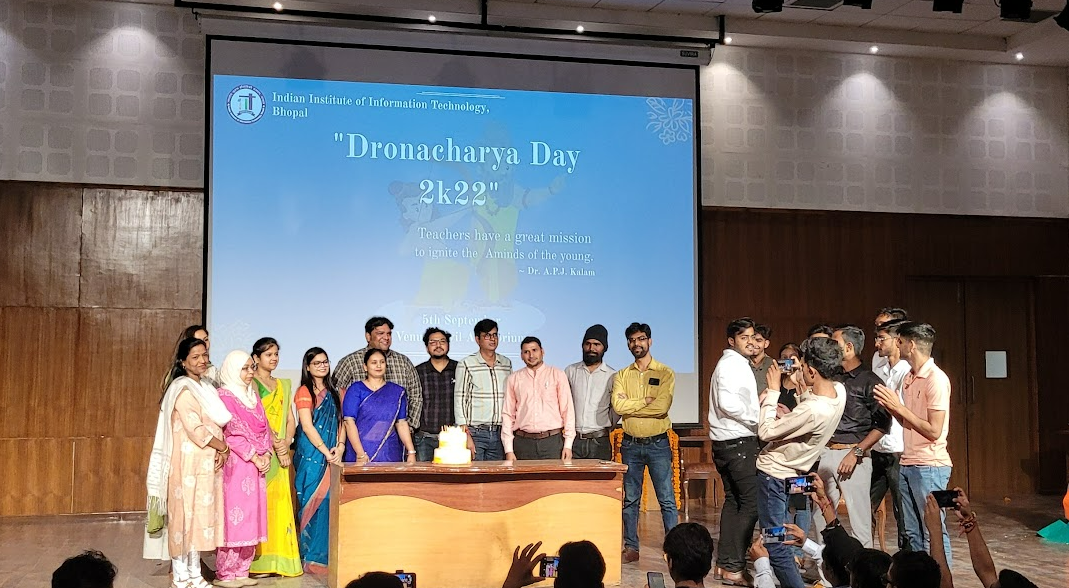 Indian Institute of Information Technology,
Bhopal
"Dronacharya Day
2k22"
Teachers have a great mission
to ignite the Aminds of the young.
~ Dr. A.P.J. Kalam
5th September